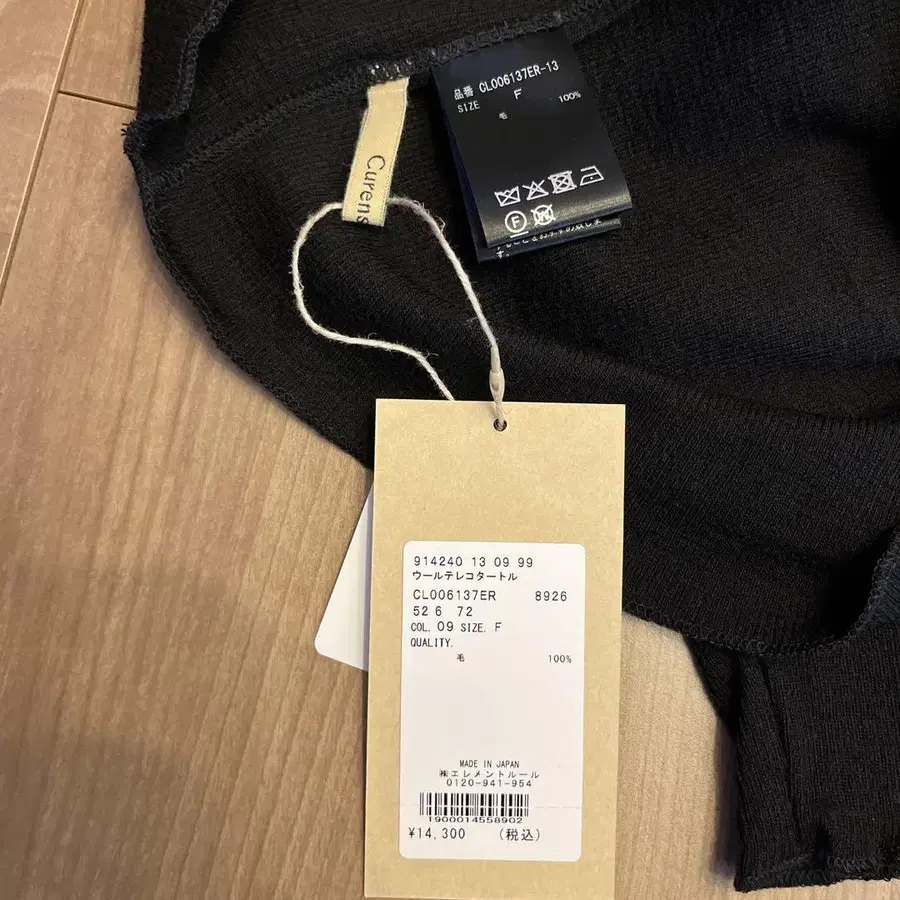 品番 CL006137ER-13
SIZE F
毛 100%
F
W
Curens
914240 13 09 99
ウールテレコタートル
CL006137ER 8926
52 6 72
COL. 09 SIZE. F
QUALITY.
毛 100%
MADE IN JAPAN
㈱エレメントルール
0120-941-954
1900014558902
¥14,300 (税込)